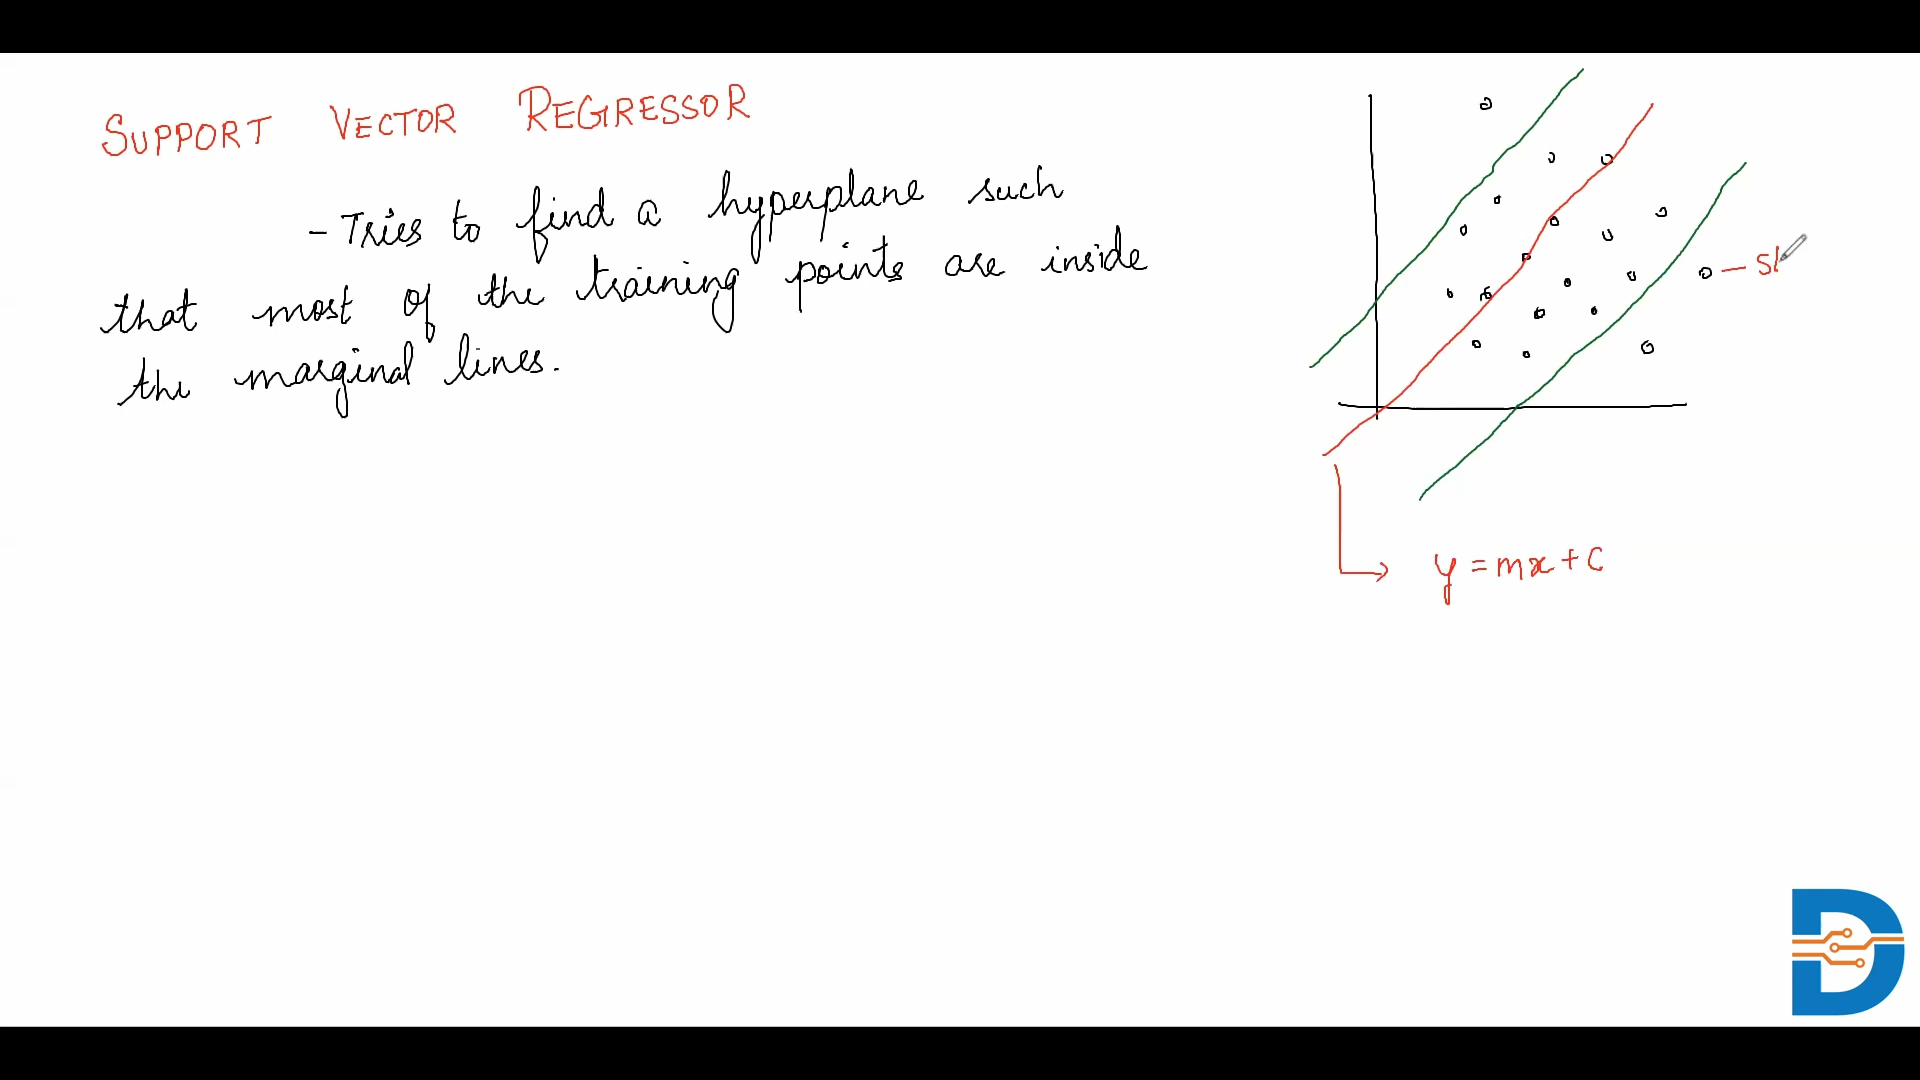 SUPPORT VECTOR REGRESSOR
- Tries to find a hyperplane such
that most of the training points are inside
the marginal lines.
— Sl
y = mx + c